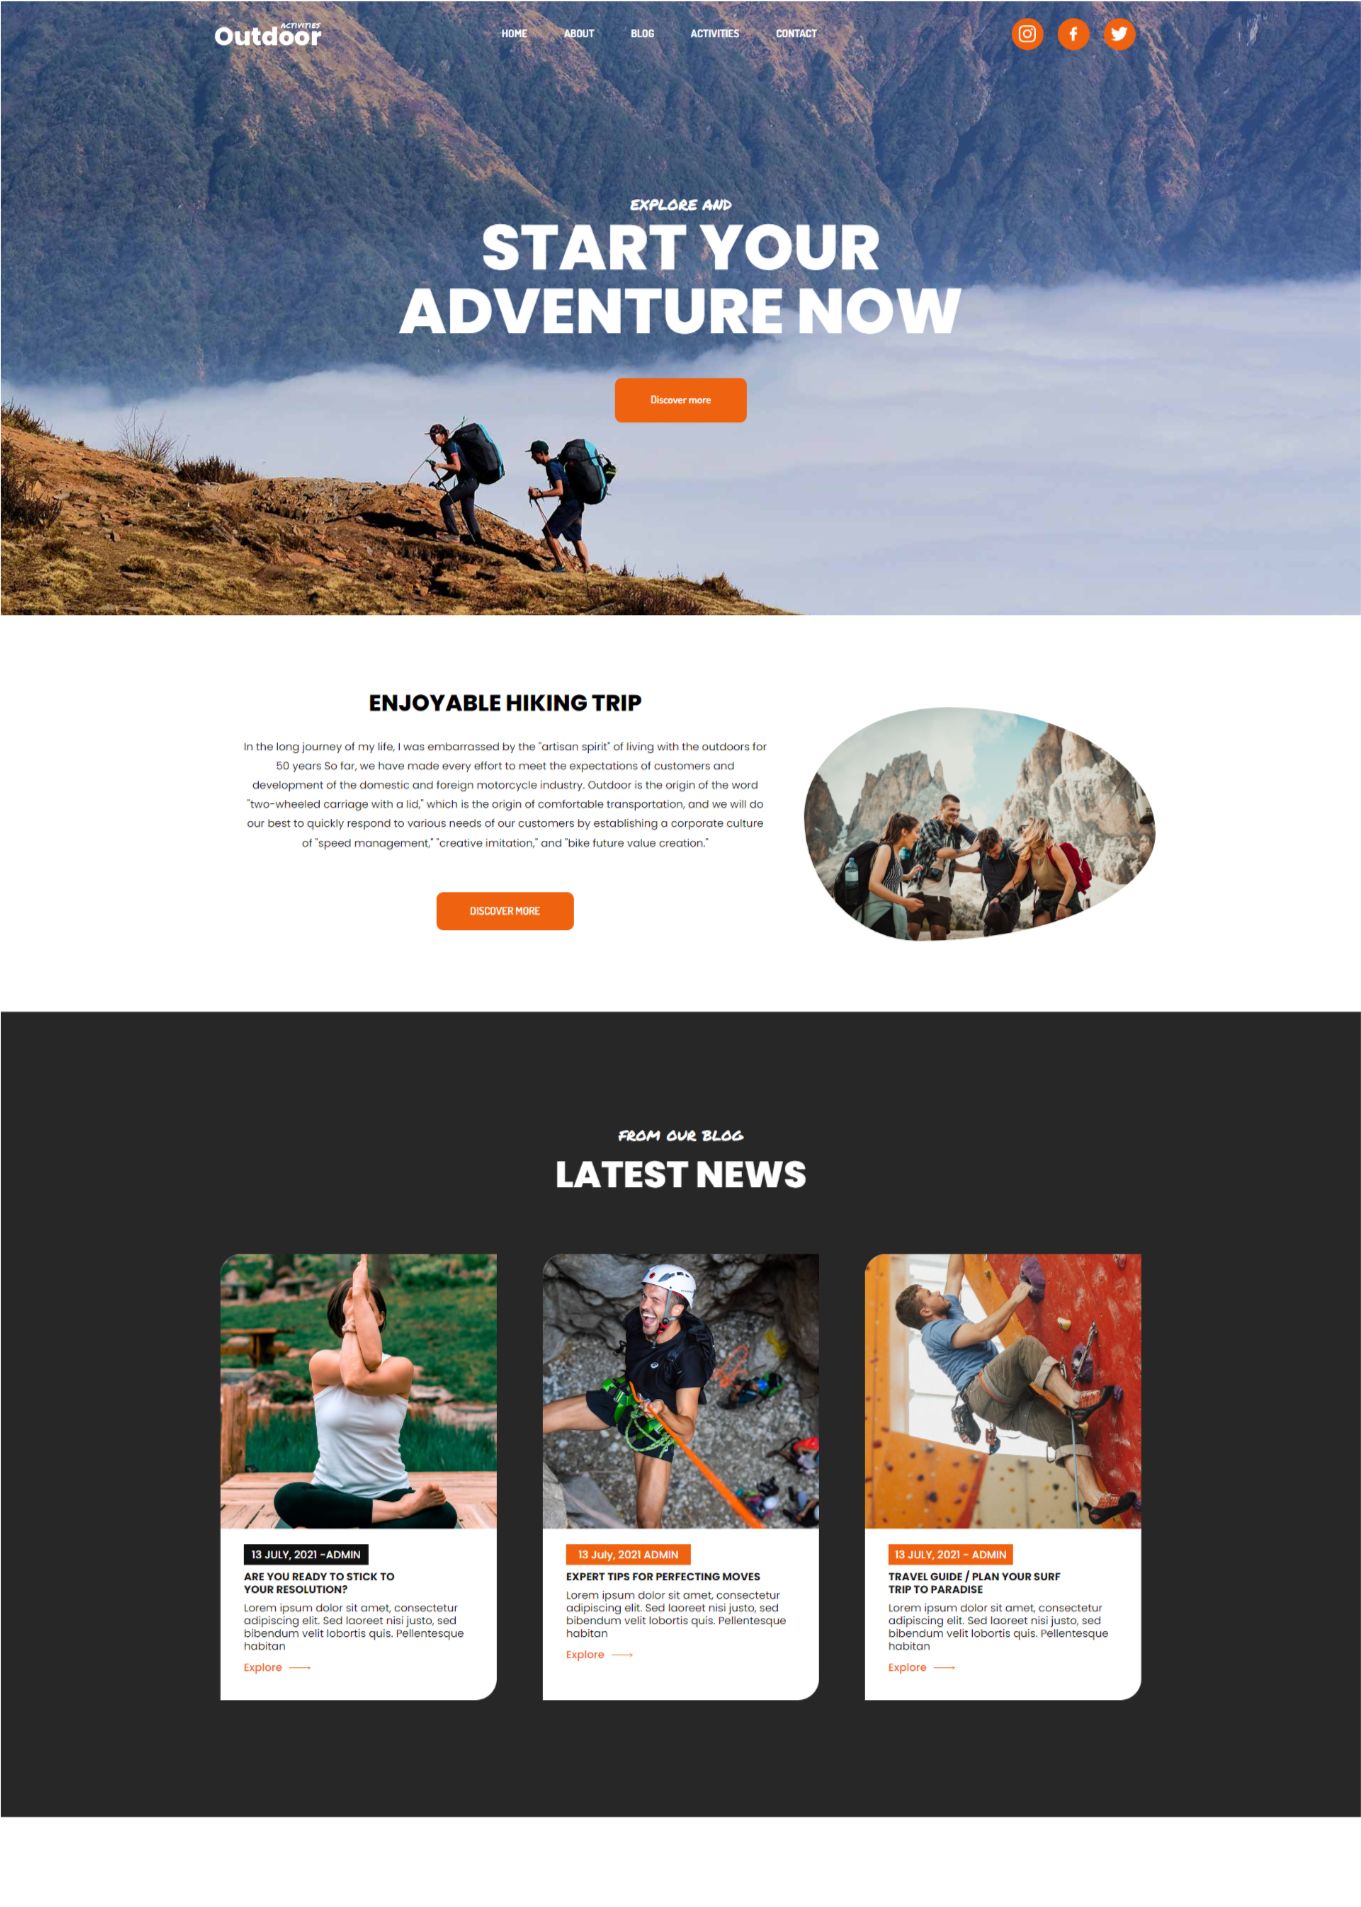 ACTIVITIES
Outdoor
HOME ABOUT BLOG ACTIVITIES CONTACT
EXPLORE AND
START YOUR
ADVENTURE NOW
Discover more
ENJOYABLE HIKING TRIP
In the long journey of my life, I was embarrassed by the "artisan spirit" of living with the outdoors for
50 years So far, we have made every effort to meet the expectations of customers and
development of the domestic and foreign motorcycle industry. Outdoor is the origin of the word
"two-wheeled carriage with a lid," which is the origin of comfortable transportation, and we will do
our best to quickly respond to various needs of our customers by establishing a corporate culture
of "speed management," "creative imitation," and "bike future value creation."
DISCOVER MORE
FROM OUR BLOG
LATEST NEWS
13 JULY, 2021 -ADMIN
ARE YOU READY TO STICK TO
YOUR RESOLUTION?
Lorem ipsum dolor sit amet, consectetur
adipiscing elit. Sed laoreet nisi justo, sed
bibendum velit lobortis quis. Pellentesque
habitan
Explore
13 July, 2021 ADMIN
EXPERT TIPS FOR PERFECTING MOVES
Lorem ipsum dolor sit amet, consectetur
adipiscing elit. Sed laoreet nisi justo, sed
bibendum velit lobortis quis. Pellentesque
habitan
Explore
13 JULY, 2021 - ADMIN
TRAVEL GUIDE / PLAN YOUR SURF
TRIP TO PARADISE
Lorem ipsum dolor sit amet, consectetur
adipiscing elit. Sed laoreet nisi justo, sed
bibendum velit lobortis quis. Pellentesque
habitan
Explore